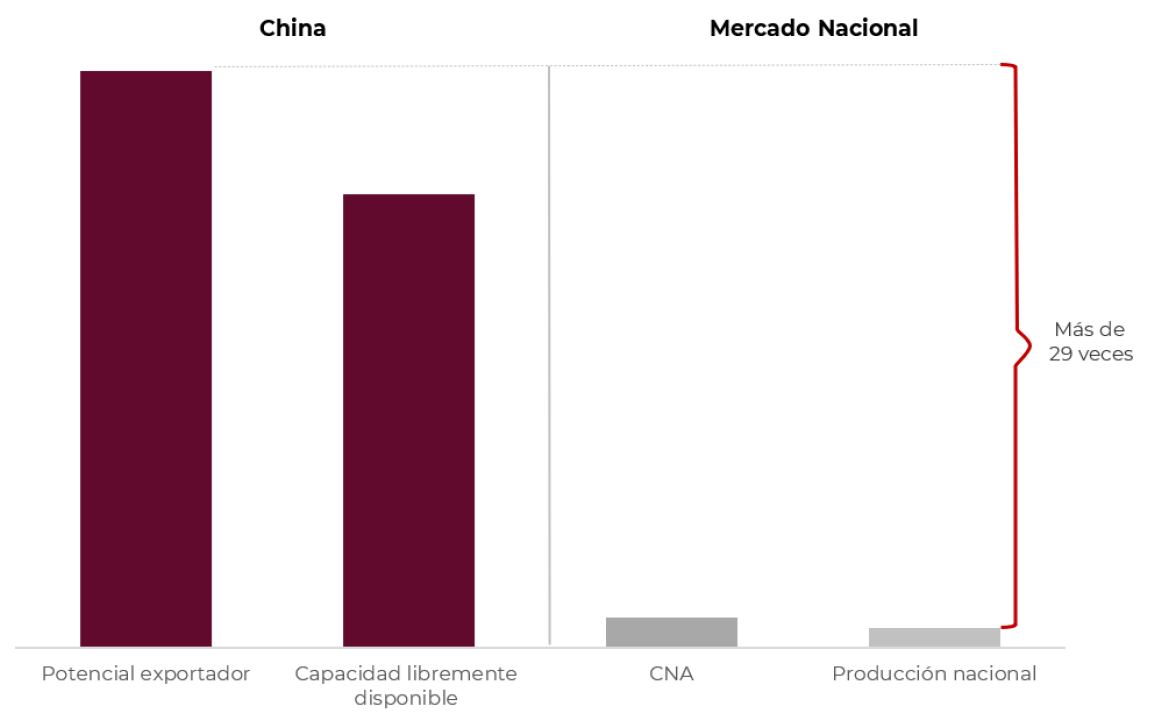 China
Mercado Nacional
Más de
29 veces
Potencial exportador
Capacidad libremente
disponible
CNA
Producción nacional